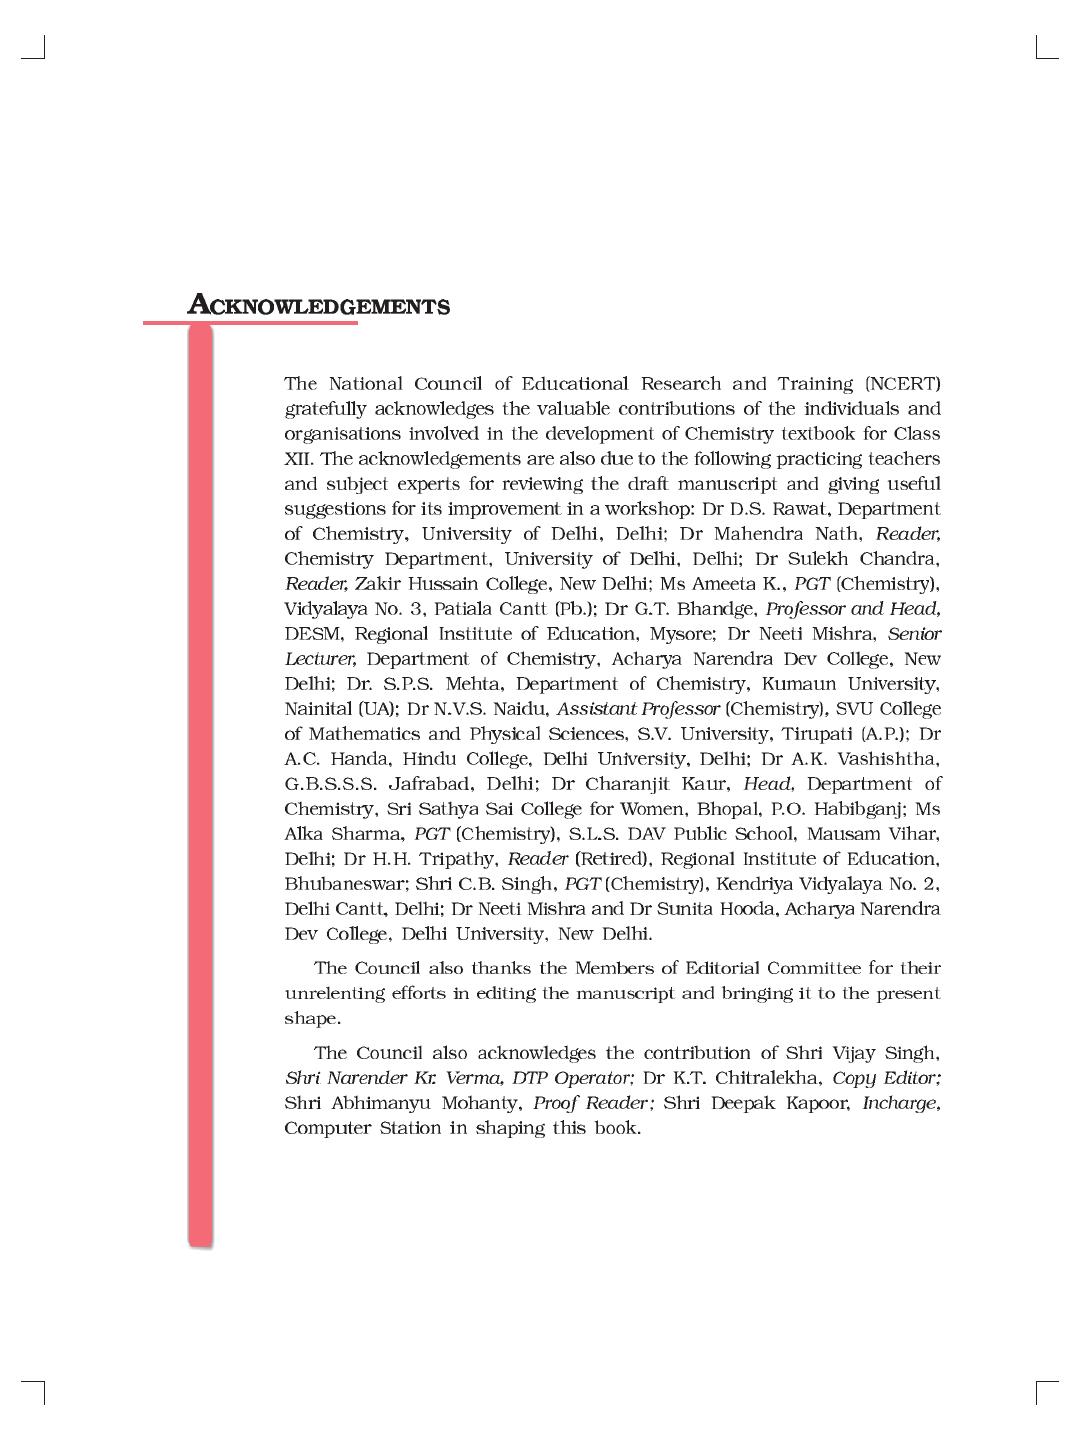 ACKNOWLEDGEMENTS
The National Council of Educational Research and Training (NCERT)
gratefully acknowledges the valuable contributions of the individuals and
organisations involved in the development of Chemistry textbook for Class
XII. The acknowledgements are also due to the following practicing teachers
and subject experts for reviewing the draft manuscript and giving useful
suggestions for its improvement in a workshop: Dr D.S. Rawat, Department
of Chemistry, University of Delhi, Delhi; Dr Mahendra Nath, Reader,
Chemistry Department, University of Delhi, Delhi; Dr Sulekh Chandra,
Reader, Zakir Hussain College, New Delhi; Ms Ameeta K., PGT (Chemistry),
Vidyalaya No. 3, Patiala Cantt (Pb.); Dr G.T. Bhandge, Professor and Head,
DESM, Regional Institute of Education, Mysore; Dr Neeti Mishra, Senior
Lecturer, Department of Chemistry, Acharya Narendra Dev College, New
Delhi; Dr. S.P.S. Mehta, Department of Chemistry, Kumaun University,
Nainital (UA); Dr N.V.S. Naidu, Assistant Professor (Chemistry), SVU College
of Mathematics and Physical Sciences, S.V. University, Tirupati (A.P.); Dr
A.C. Handa, Hindu College, Delhi University, Delhi; Dr A.K. Vashishtha,
G.B.S.S.S. Jafrabad, Delhi; Dr Charanjit Kaur, Head, Department of
Chemistry, Sri Sathya Sai College for Women, Bhopal, P.O. Habibganj; Ms
Alka Sharma, PGT (Chemistry), S.L.S. DAV Public School, Mausam Vihar,
Delhi; Dr H.H. Tripathy, Reader (Retired), Regional Institute of Education,
Bhubaneswar; Shri C.B. Singh, PGT (Chemistry), Kendriya Vidyalaya No. 2,
Delhi Cantt, Delhi; Dr Neeti Mishra and Dr Sunita Hooda, Acharya Narendra
Dev College, Delhi University, New Delhi.
The Council also thanks the Members of Editorial Committee for their
unrelenting efforts in editing the manuscript and bringing it to the present
shape.
The Council also acknowledges the contribution of Shri Vijay Singh,
Shri Narender Kr. Verma, DTP Operator; Dr K.T. Chitralekha, Copy Editor;
Shri Abhimanyu Mohanty, Proof Reader; Shri Deepak Kapoor, Incharge,
Computer Station in shaping this book.